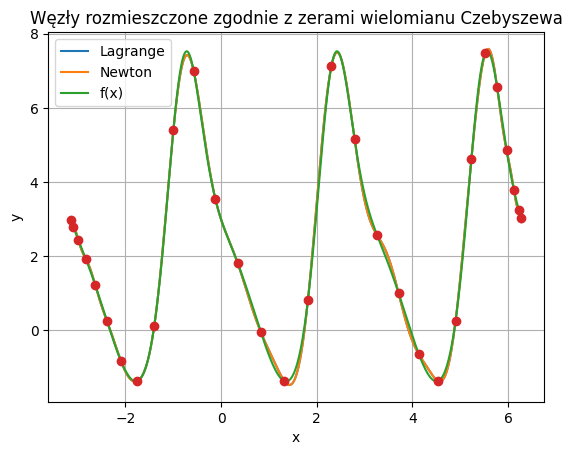 Węzły rozmieszczone zgodnie z zerami wielomianu Czebyszewa
Lagrange
Newton
f(x)
8
6
4
2
0
y
−2
0
2
4
6
x